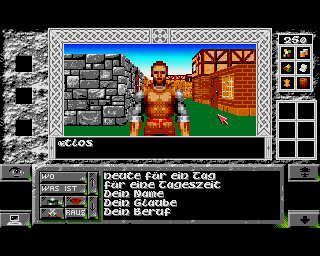 250
Atlos
WO
WAS IST
RAUS
Heute für ein Tag
für eine Tageszeit
Dein Name
Dein Glaube
Dein Beruf